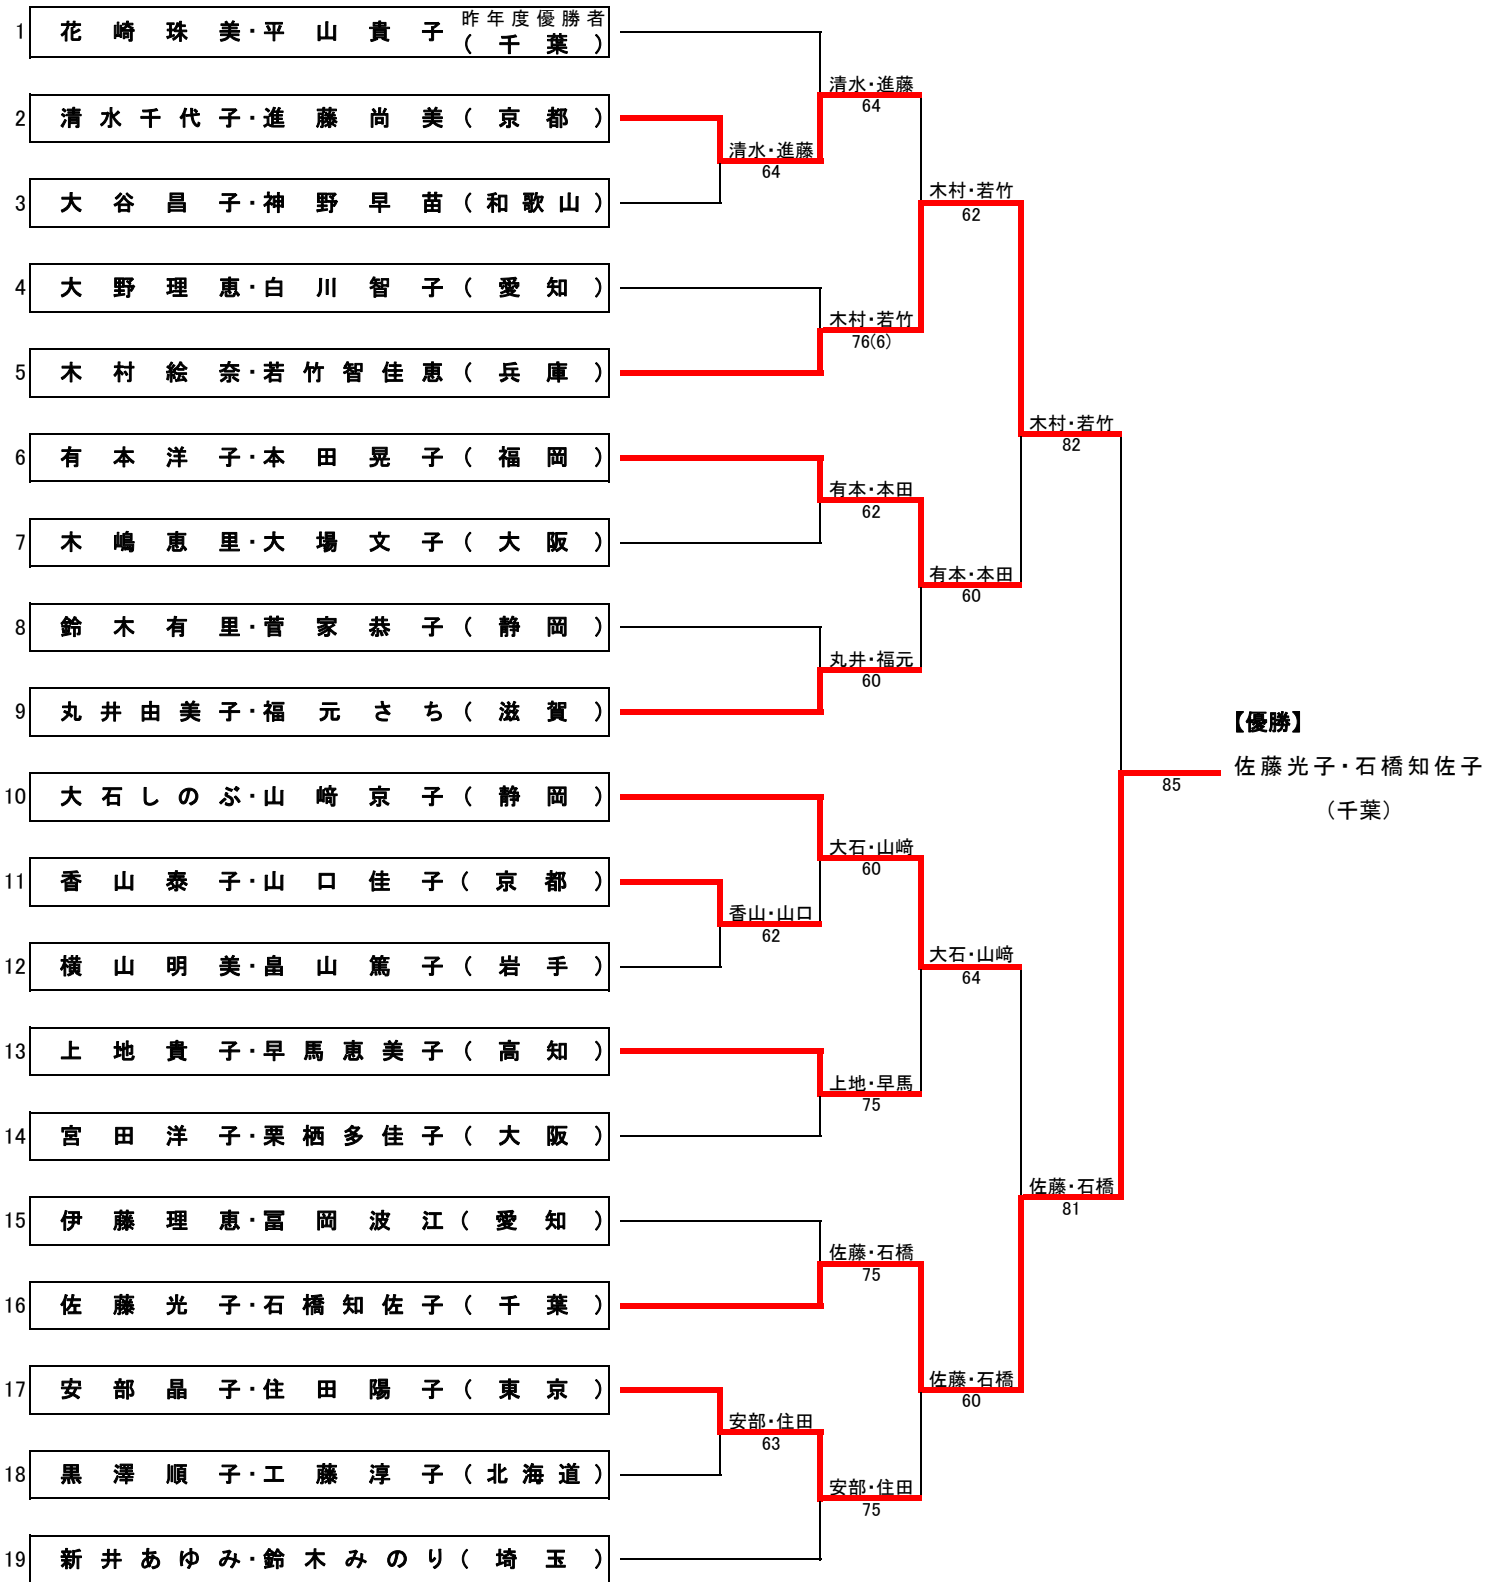 1 花崎珠美・平山貴子 昨年度優勝者
(千葉)
清水・進藤
64
2 清水千代子・進藤尚美(京都)
清水・進藤
64
3 大谷昌子・神野早苗(和歌山)
木村・若竹
62
4 大野理恵・白川智子(愛知)
木村・若竹
76(6)
5 木村絵奈・若竹智佳恵(兵庫)
木村・若竹
82
6 有本洋子・本田晃子(福岡)
有本・本田
62
7 木嶋恵里・大場文子(大阪)
有本・本田
60
8 鈴木有里・菅家恭子(静岡)
丸井・福元
60
9 丸井由美子・福元さち(滋賀)
【優勝】
佐藤光子・石橋知佐子
85
(千葉)
10 大石しのぶ・山﨑京子(静岡)
大石・山﨑
60
11 香山泰子・山口佳子(京都)
香山・山口
62
12 横山明美・畠山篤子(岩手)
大石・山﨑
64
13 上地貴子・早馬恵美子(高知)
上地・早馬
75
14 宮田洋子・栗栖多佳子(大阪)
佐藤・石橋
81
15 伊藤理恵・冨岡波江(愛知)
佐藤・石橋
75
16 佐藤光子・石橋知佐子(千葉)
佐藤・石橋
60
17 安部晶子・住田陽子(東京)
安部・住田
63
18 黒澤順子・工藤淳子(北海道)
安部・住田
75
19 新井あゆみ・鈴木みのり(埼玉)